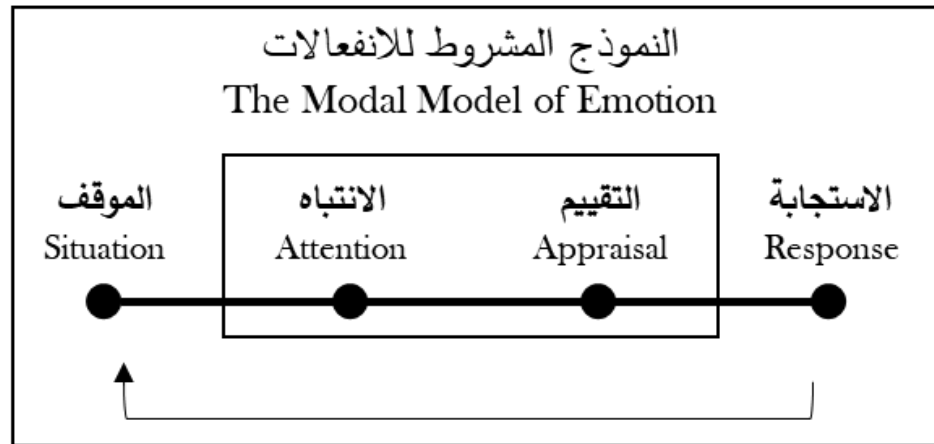 النموذج المشروط للانفعالات
The Modal Model of Emotion
الموقف
Situation
الانتباه
Attention
التقييم
Appraisal
الاستجابة
Response